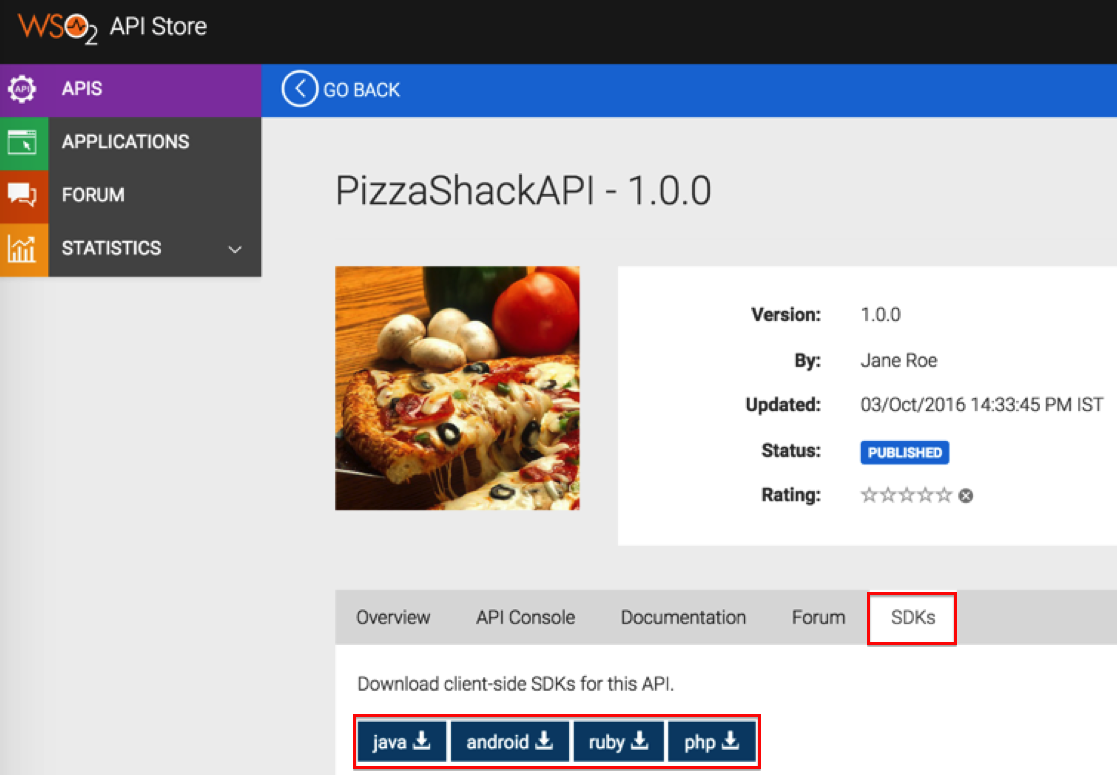 WSO2 API Store
API APIS
GO BACK
APPLICATIONS
FORUM
STATISTICS
PizzaShackAPI - 1.0.0
Version: 1.0.0
By: Jane Roe
Updated: 03/Oct/2016 14:33:45 PM IST
Status: PUBLISHED
Rating:
Overview API Console Documentation Forum SDKs
Download client-side SDKs for this API.
java android ruby php